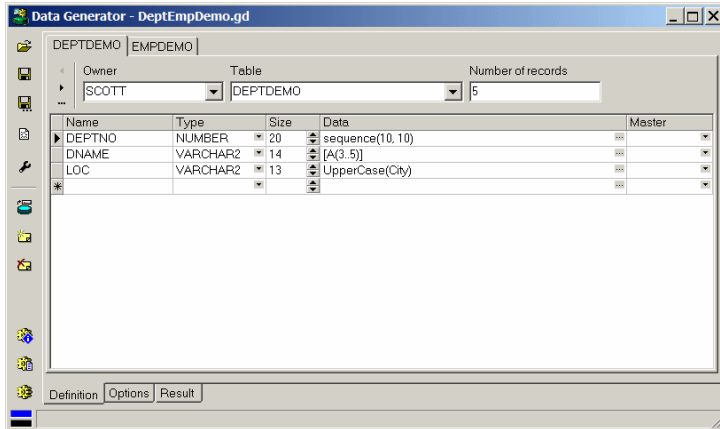 Data Generator - DeptEmpDemo.gd
DEPTDEMO EMPDEMO
Owner Table Number of records
SCOTT DEPTDEMO 5
Name Type Size Data Master
DEPTNO NUMBER 20 sequence(10, 10)
DNAME VARCHAR2 14 [A(3..5)]
LOC VARCHAR2 13 UpperCase(City)
Definition Options Result